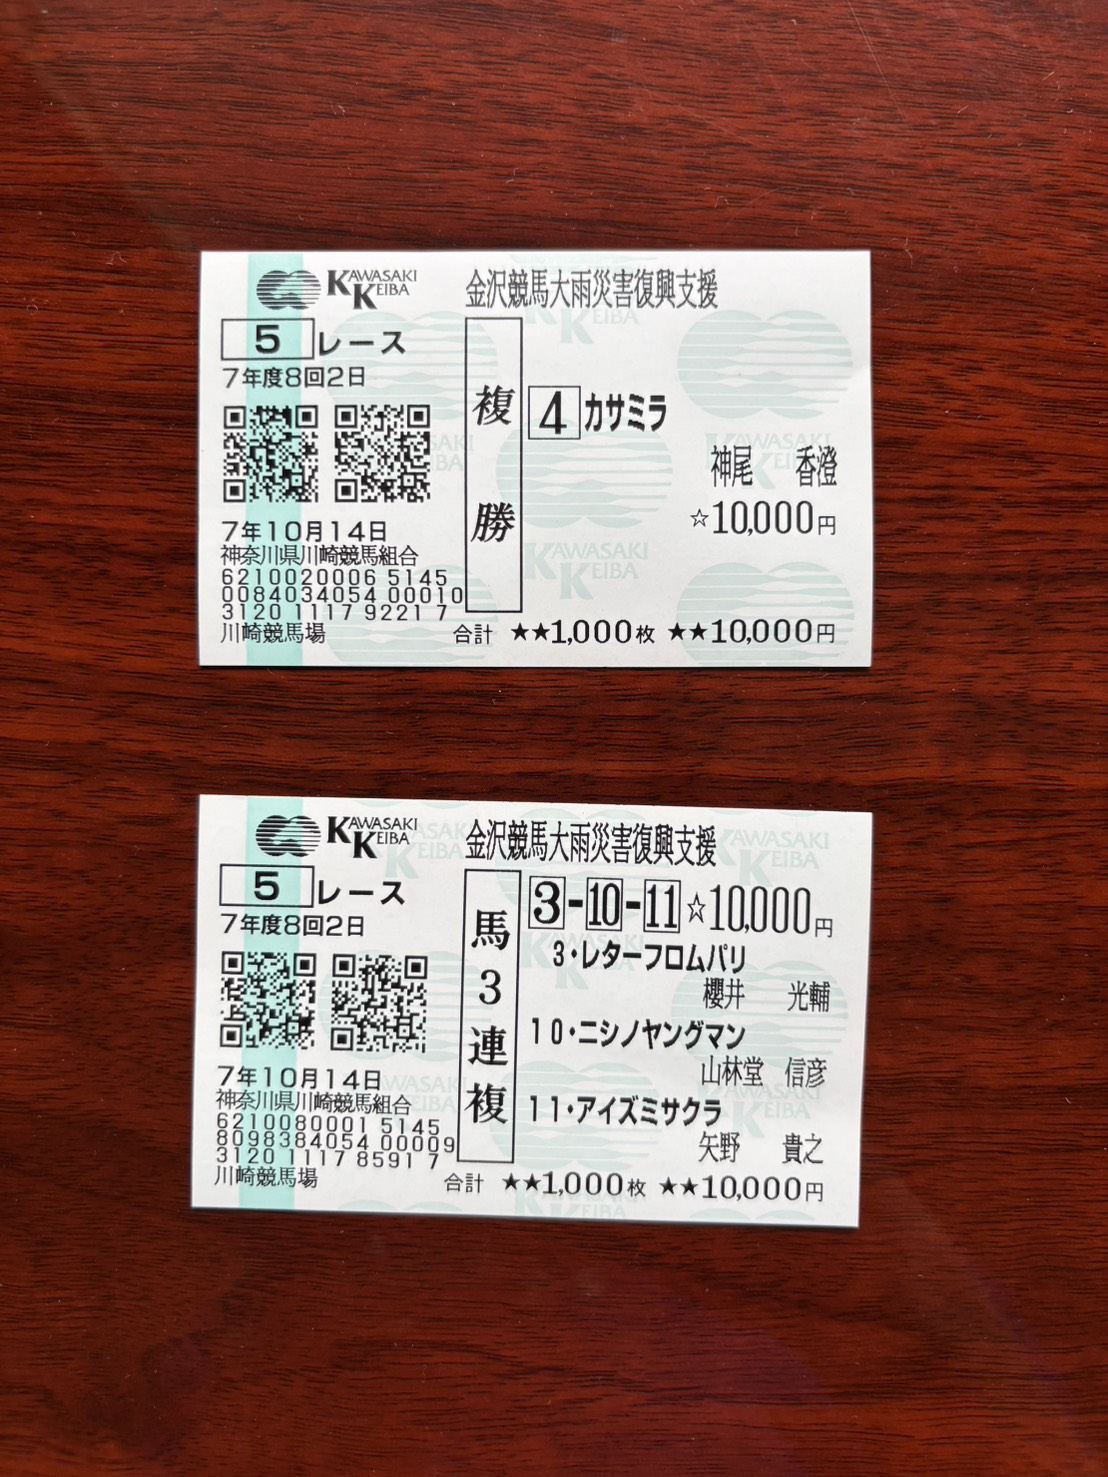 KAWASAKI KEIBA
金沢競馬大雨災害復興支援
5 レース
7年度8回2日
複勝
4 カサミラ
神尾 香澄
☆10,000円
7年10月14日
神奈川県川崎競馬組合
6210020006 5145
0084034054 00010
3120 1117 9221 7
川崎競馬場
合計 ★★1,000枚 ★★10,000円
KAWASAKI KEIBA
金沢競馬大雨災害復興支援
5 レース
7年度8回2日
馬3連複
3-10-11 ☆10,000円
3・レターフロムパリ
櫻井 光輔
10・ニシノヤングマン
山林堂 信彦
11・アイズミサクラ
矢野 貴之
7年10月14日
神奈川県川崎競馬組合
6210080001 5145
8098384054 00009
3120 1117 8591 7
川崎競馬場
合計 ★★1,000枚 ★★10,000円